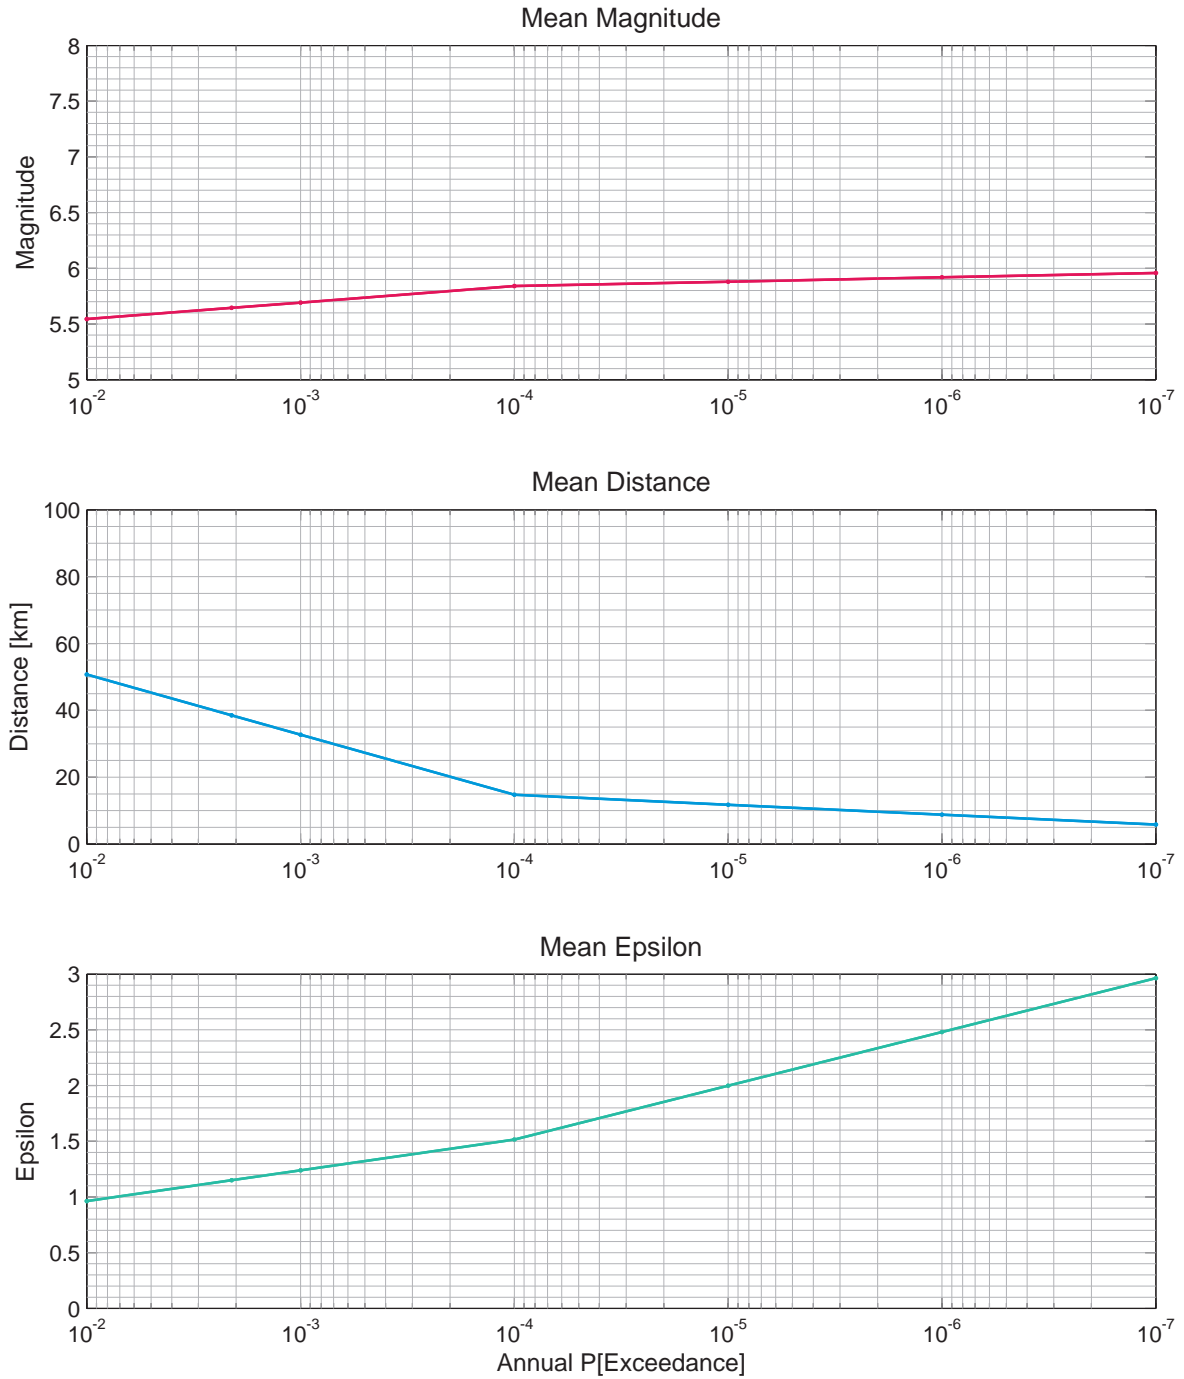 Mean Magnitude
8
7.5
7
6.5
6
5.5
5
Magnitude
10^-2 10^-3 10^-4 10^-5 10^-6 10^-7
Mean Distance
100
80
60
40
20
0
Distance [km]
10^-2 10^-3 10^-4 10^-5 10^-6 10^-7
Mean Epsilon
3
2.5
2
1.5
1
0.5
0
Epsilon
10^-2 10^-3 10^-4 10^-5 10^-6 10^-7
Annual P[Exceedance]